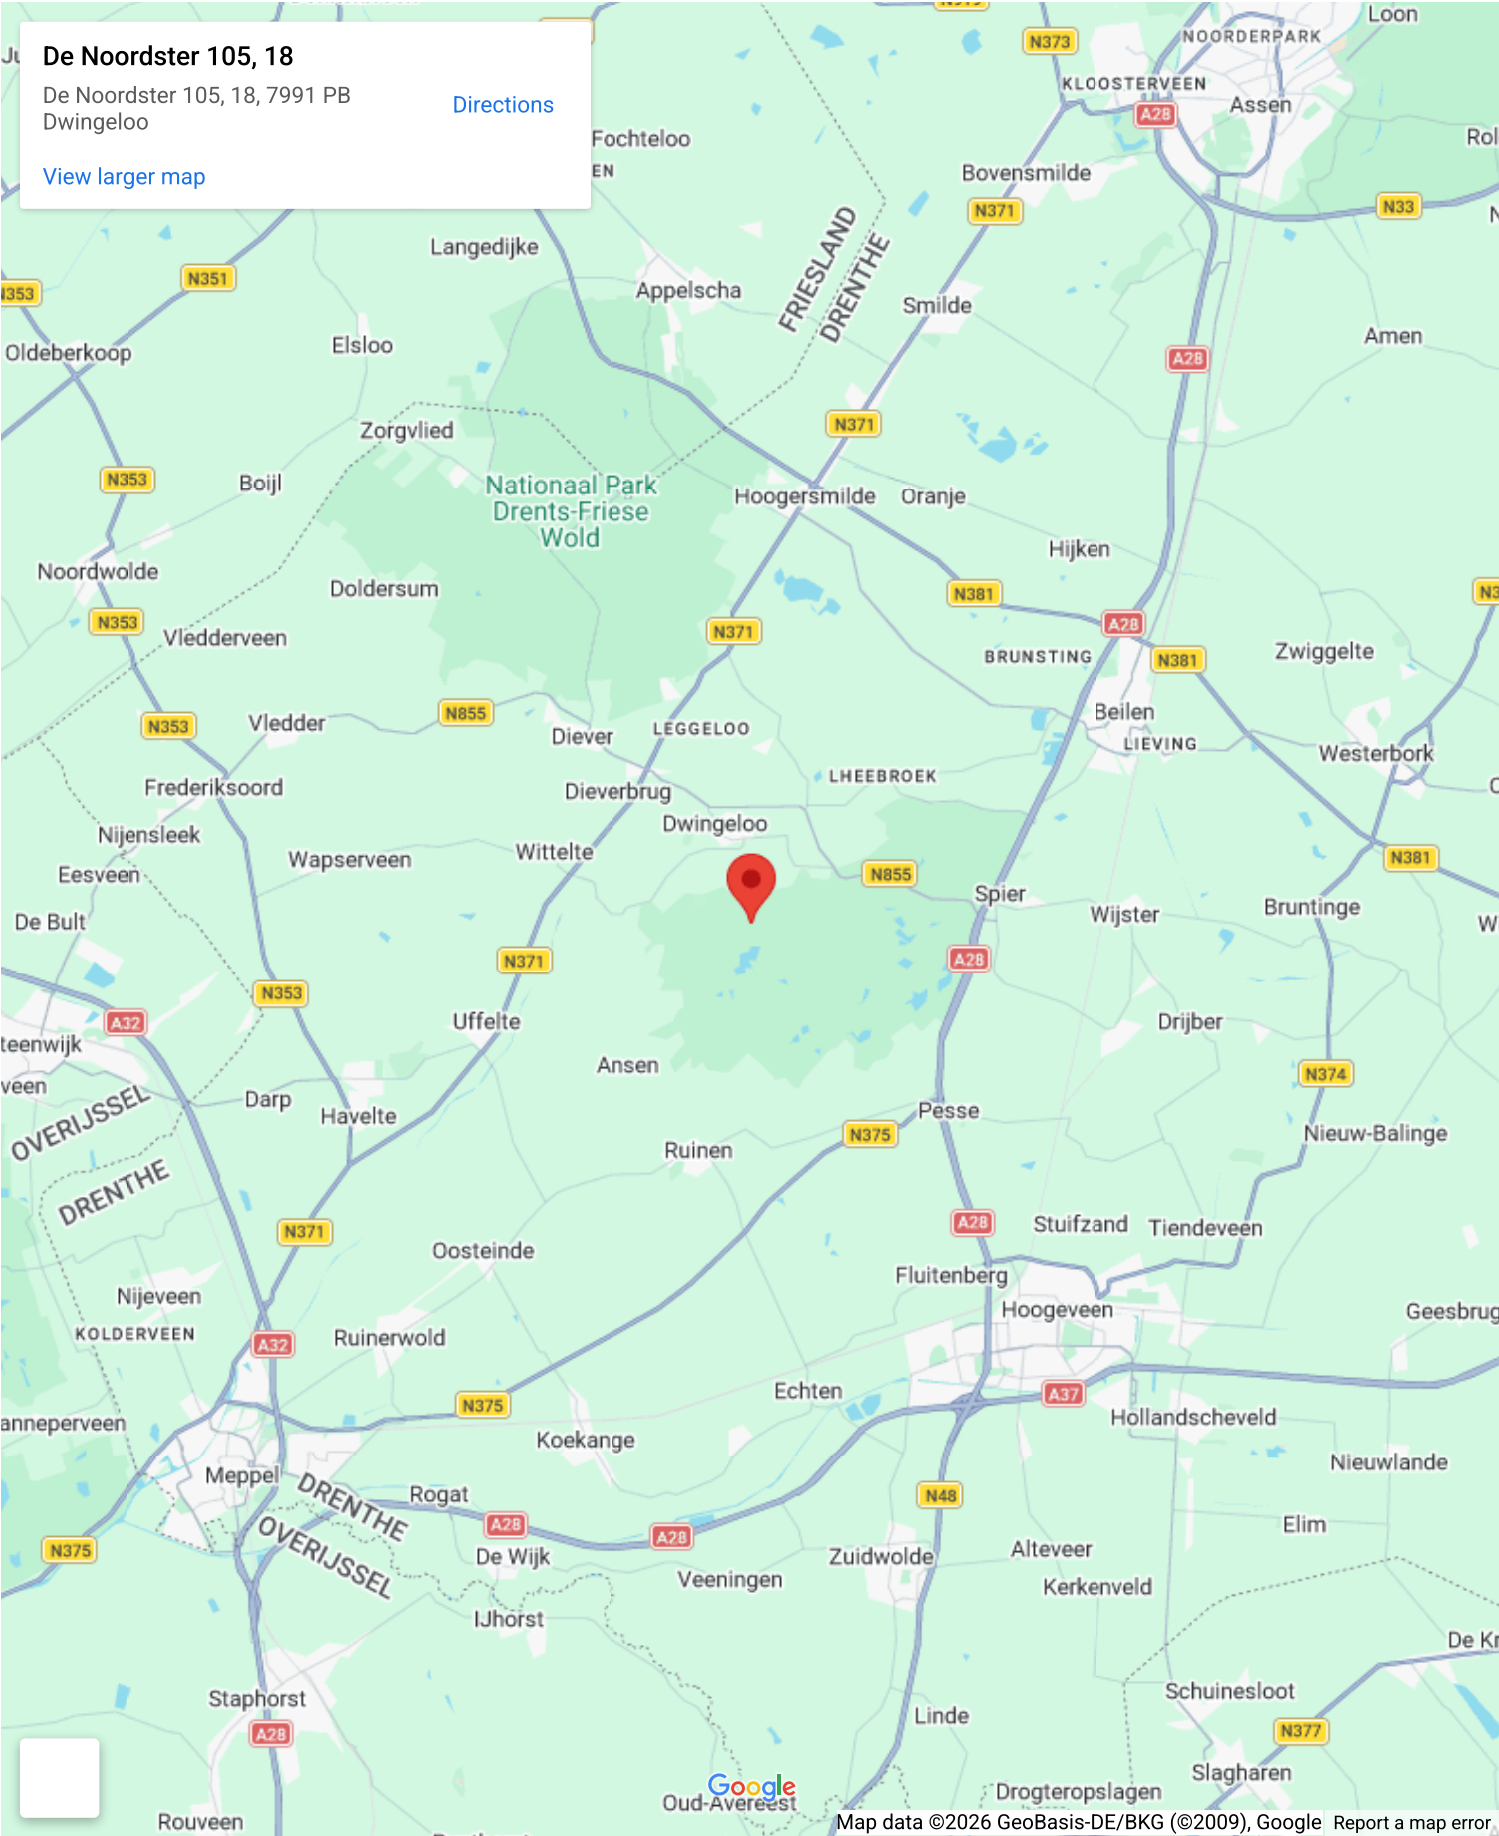 De Noordster 105, 18
De Noordster 105, 18, 7991 PB
Dwingeloo
Directions
View larger map
Loon
N373
NOORDERPARK
KLOOSTERVEEN
Assen
A28
Fochteloo
Bovensmilde
N371
N33
Langedijke
FRIESLAND
DRENTHE
N351
N353
Appelscha
Smilde
Amen
Oldeberkoop
Elsloo
A28
N371
Zorgvlied
N353
Boijl
Nationaal Park
Drents-Friese
Wold
Hoogersmilde
Oranje
Hijken
Noordwolde
Doldersum
N381
N353
N371
A28
Vledderveen
BRUNSTING
N381
Zwiggelte
N855
Vledder
N353
Diever
LEGGELOO
Beilen
LIEVING
Westerbork
LHEEBROEK
Frederiksoord
Dieverbrug
Dwingeloo
Nijensleek
Wittelte
Wapserveen
N381
Eesveen
N855
Spier
Wijster
Bruntinge
De Bult
N371
A28
N353
A32
Uffelte
Drijber
teenwijk
Ansen
N374
veen
Darp
OVERIJSSEL
DRENTHE
Havelte
Pesse
N375
Nieuw-Balinge
Ruinen
N371
A28
Stuifzand
Tiendeveen
Oosteinde
Fluitenberg
Nijeveen
Hoogeveen
Geesbrug
KOLDERVEEN
A32
Ruinerwold
Echten
A37
N375
Hollandscheveld
anneperveen
Koekange
Nieuwlande
Meppel
DRENTHE
OVERIJSSEL
Rogat
N48
A28
A28
Elim
N375
De Wijk
Zuidwolde
Alteveer
Veeningen
Kerkenveld
IJhorst
De Kr
Staphorst
Schuinesloot
A28
Linde
N377
Slagharen
Google
Oud-Avereest
Drogteropslagen
Rouveen
Map data ©2026 GeoBasis-DE/BKG (©2009), Google
Report a map error